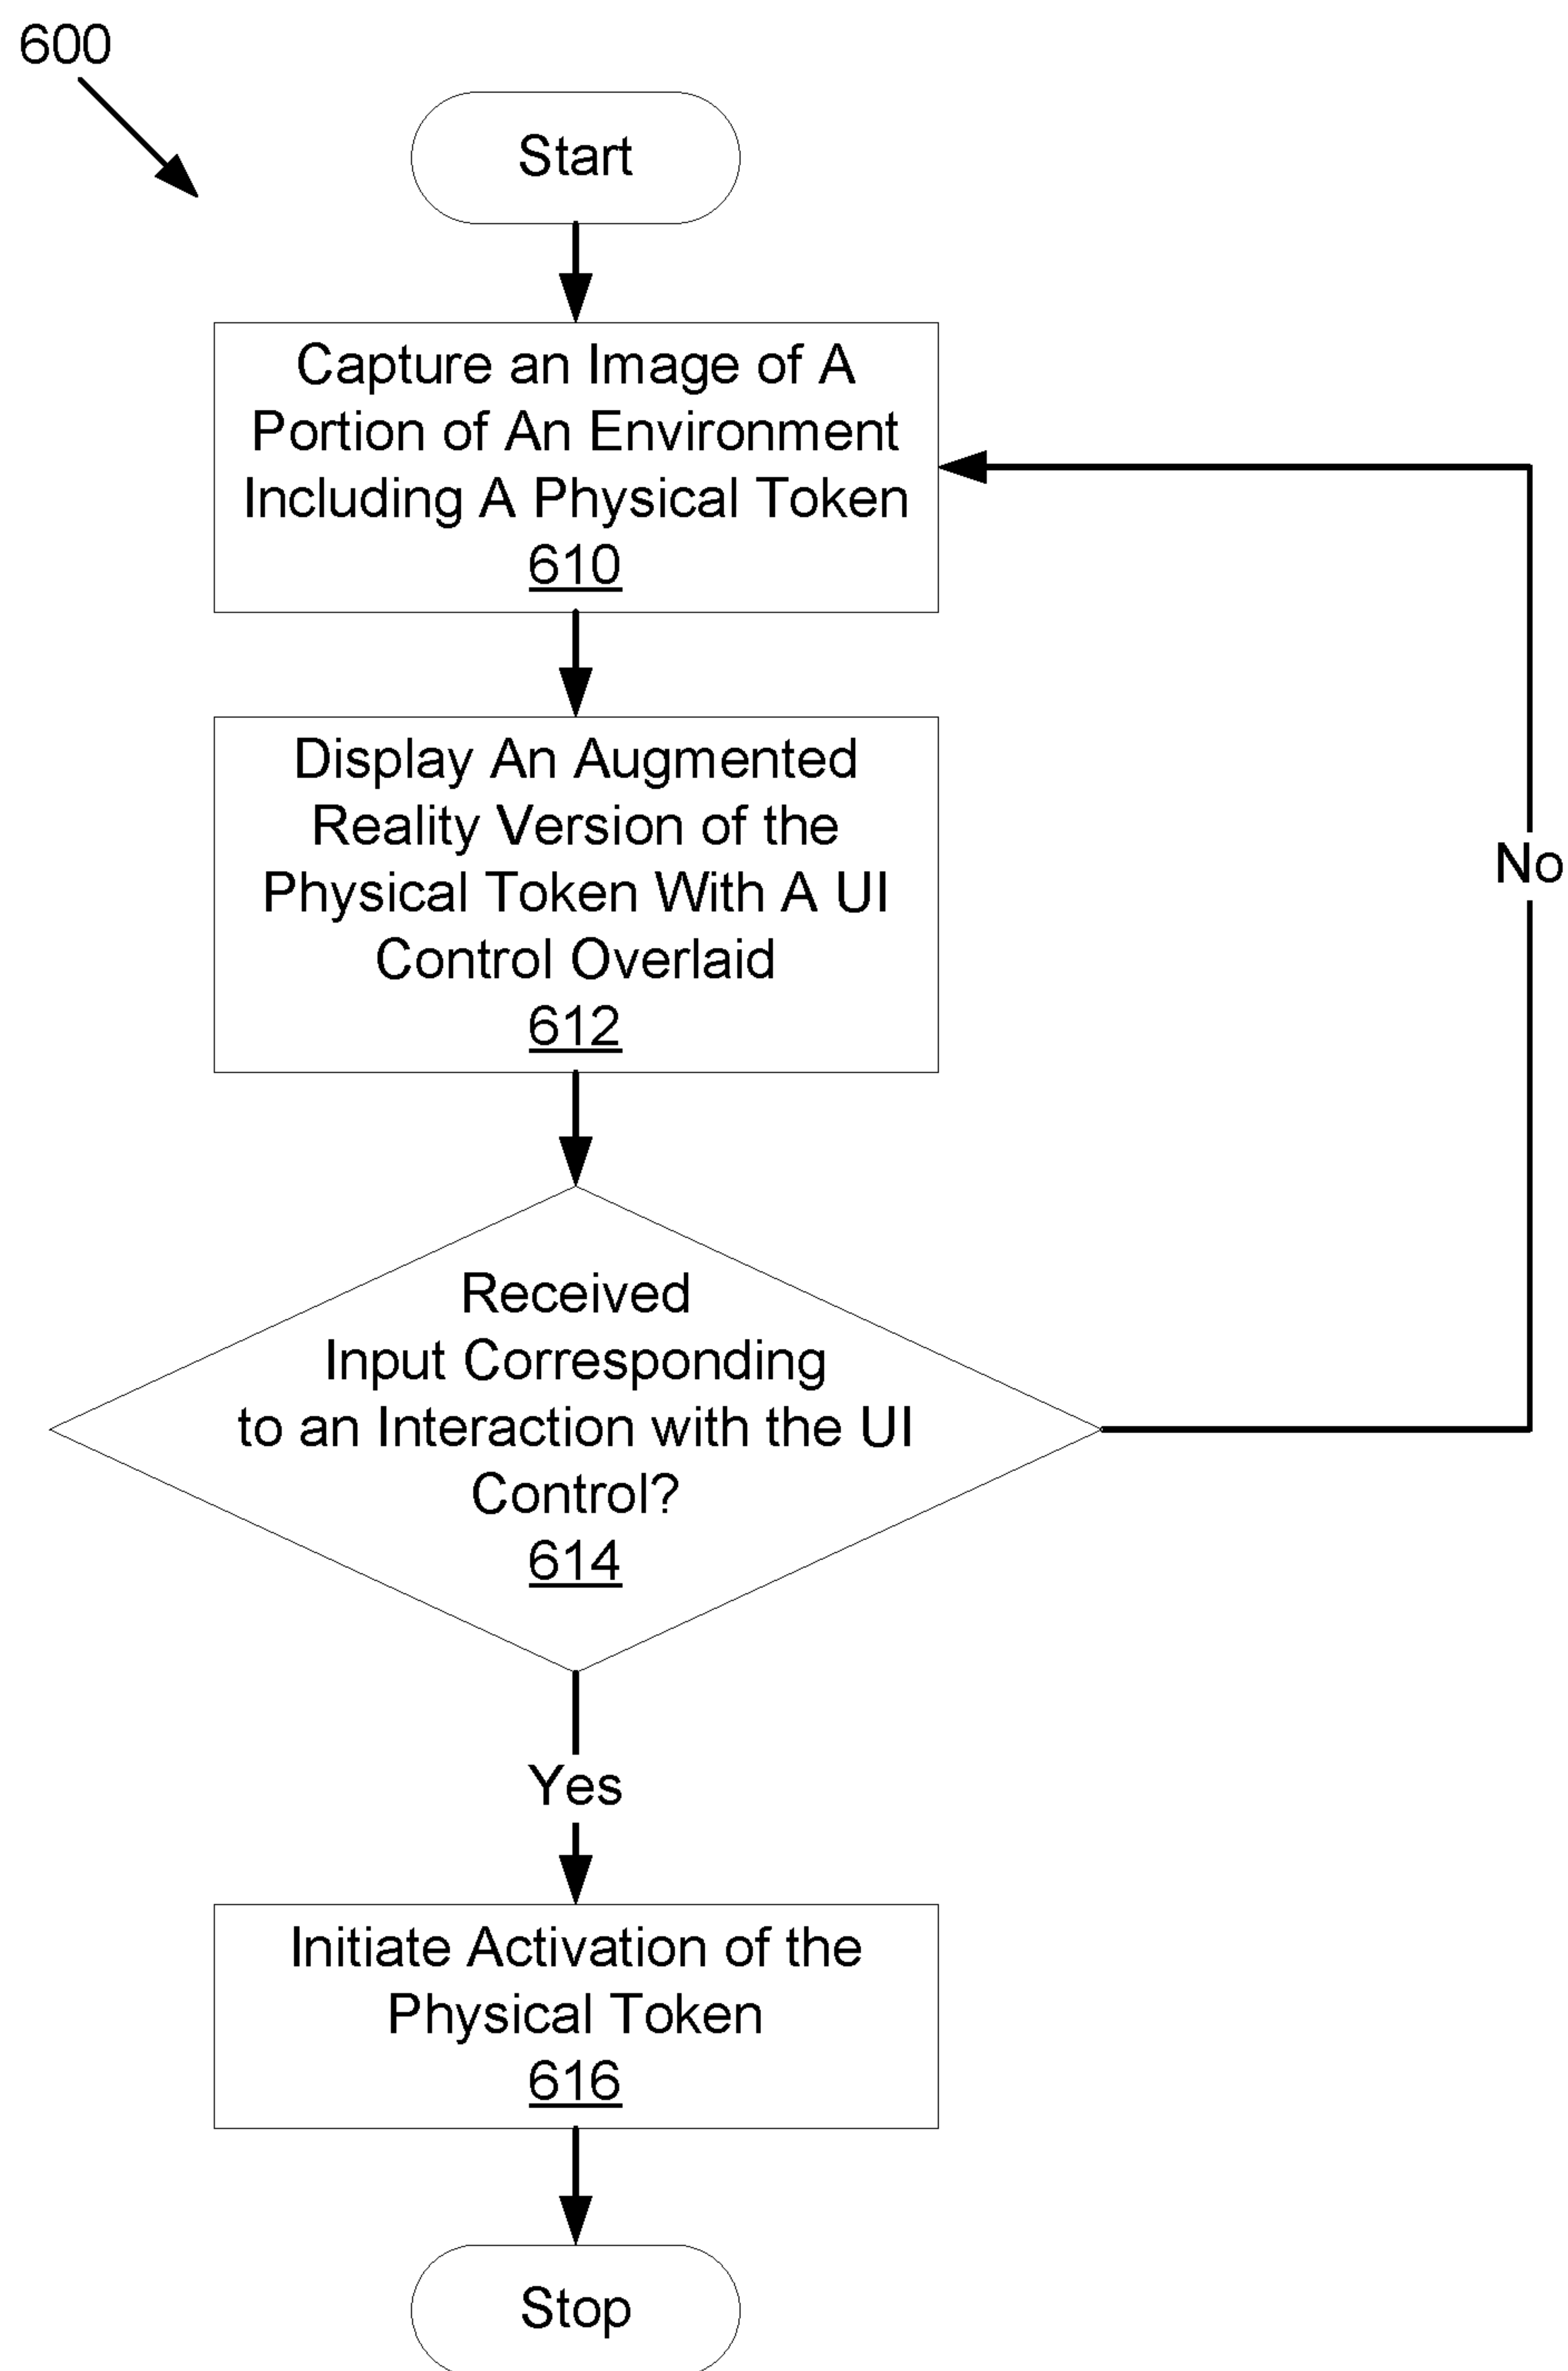 600
Start
Capture an Image of A
Portion of An Environment
Including A Physical Token
610
Display An Augmented
Reality Version of the
Physical Token With A UI
Control Overlaid
612
No
Received
Input Corresponding
to an Interaction with the UI
Control?
614
Yes
Initiate Activation of the
Physical Token
616
Stop